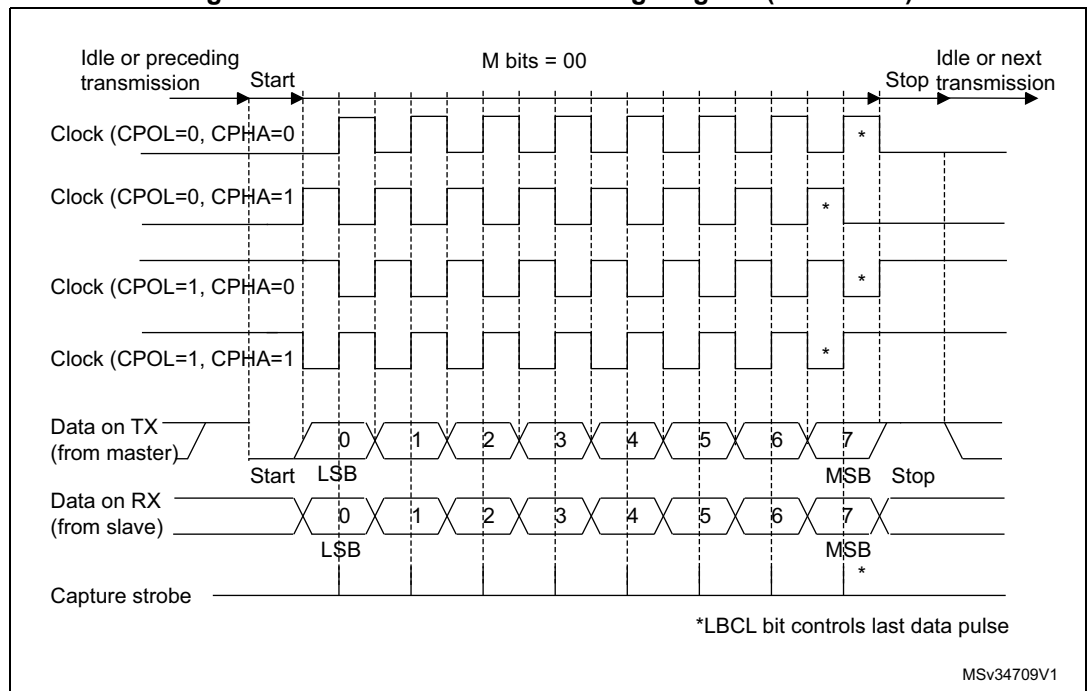 Idle or preceding
transmission
Start
M bits = 00
Stop
Idle or next
transmission
Clock (CPOL=0, CPHA=0
*
Clock (CPOL=0, CPHA=1
*
Clock (CPOL=1, CPHA=0
*
Clock (CPOL=1, CPHA=1
*
Data on TX
(from master)
0 1 2 3 4 5 6 7
Start LSB MSB Stop
Data on RX
(from slave)
0 1 2 3 4 5 6 7
LSB MSB
*
Capture strobe
*LBCL bit controls last data pulse
MSv34709V1